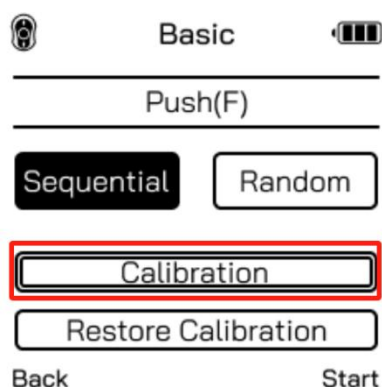 Basic
Push(F)
Sequential Random
Calibration
Restore Calibration
Back Start